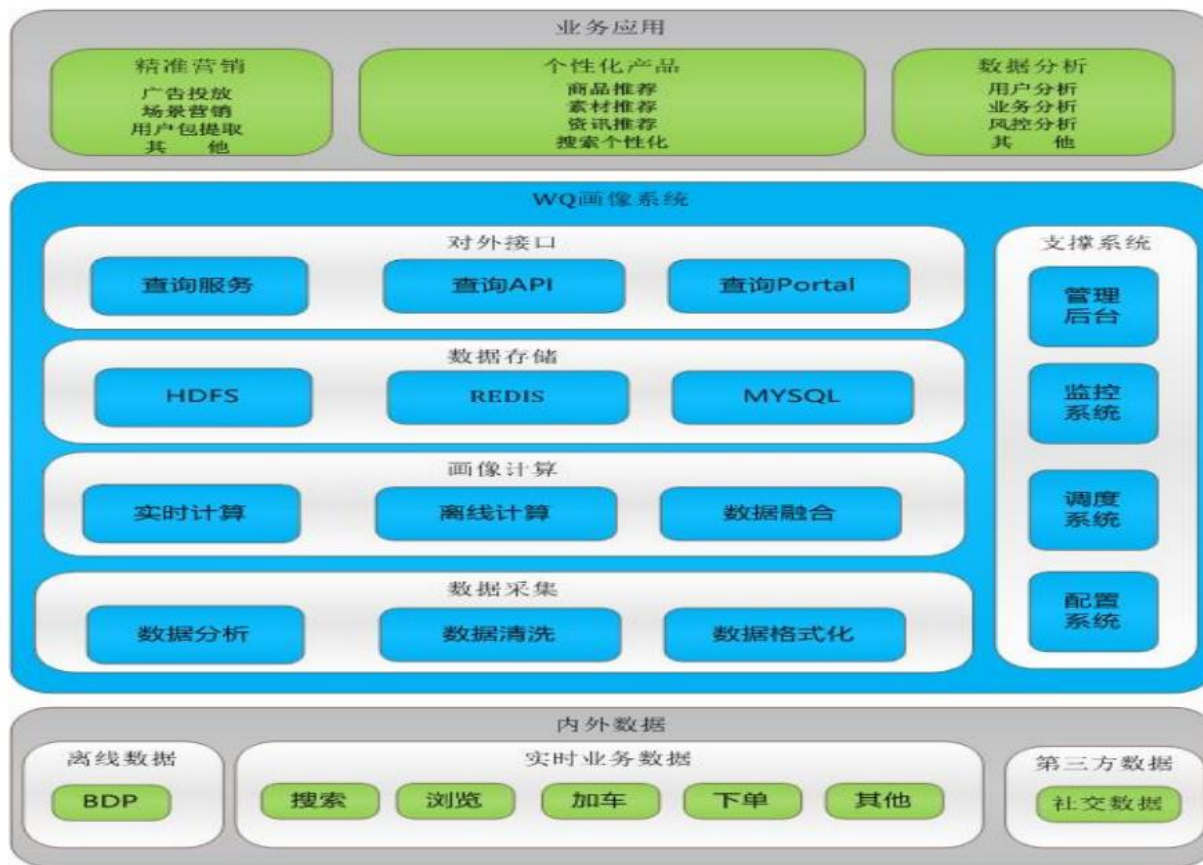 业务应用
精准营销
广告投放
场景营销
用户包提取
其 他
个性化产品
商品推荐
素材推荐
资讯推荐
搜索个性化
数据分析
用户分析
业务分析
风控分析
其 他
WQ画像系统
对外接口
查询服务
查询API
查询Portal
数据存储
HDFS
REDIS
MYSQL
画像计算
实时计算
离线计算
数据融合
数据采集
数据分析
数据清洗
数据格式化
支撑系统
管理
后台
监控
系统
调度
系统
配置
系统
内外数据
离线数据
BDP
实时业务数据
搜索
浏览
加车
下单
其他
第三方数据
社交数据